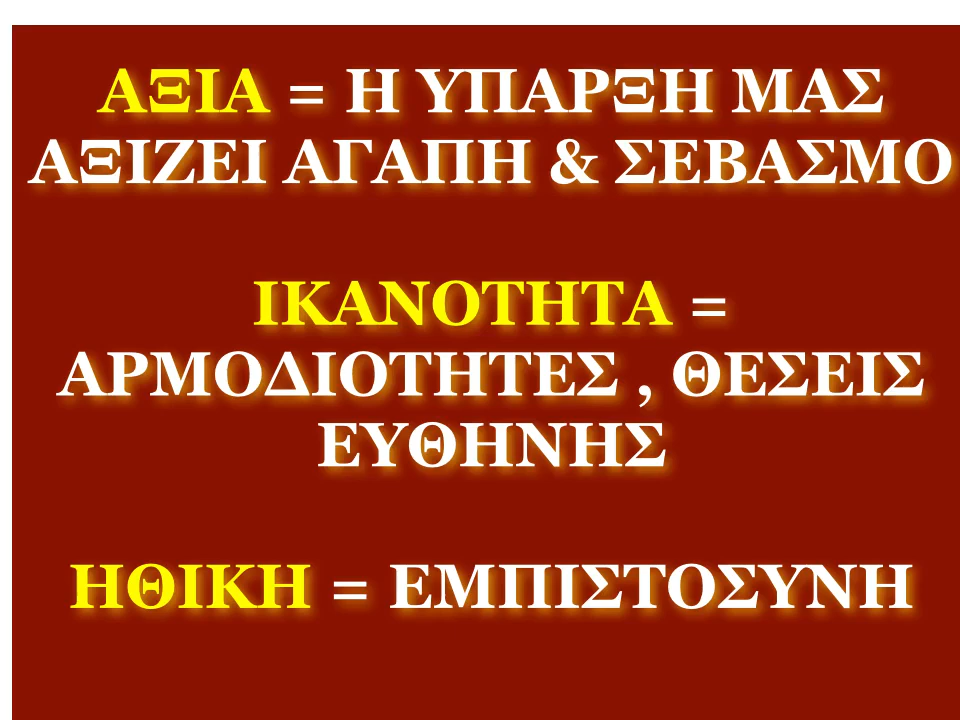 ΑΞΙΑ = Η ΥΠΑΡΞΗ ΜΑΣ
ΑΞΙΖΕΙ ΑΓΑΠΗ & ΣΕΒΑΣΜΟ
ΙΚΑΝΟΤΗΤΑ =
ΑΡΜΟΔΙΟΤΗΤΕΣ , ΘΕΣΕΙΣ
ΕΥΘΗΝΗΣ
ΗΘΙΚΗ = ΕΜΠΙΣΤΟΣΥΝΗ